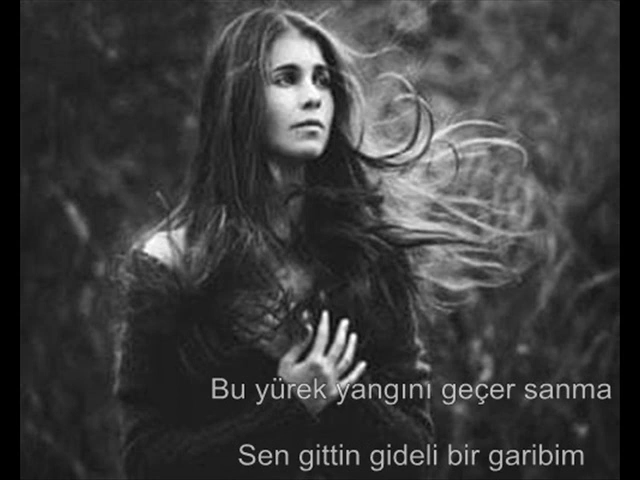 Bu yürek yangını geçer sanma
Sen gittin gideli bir garibim